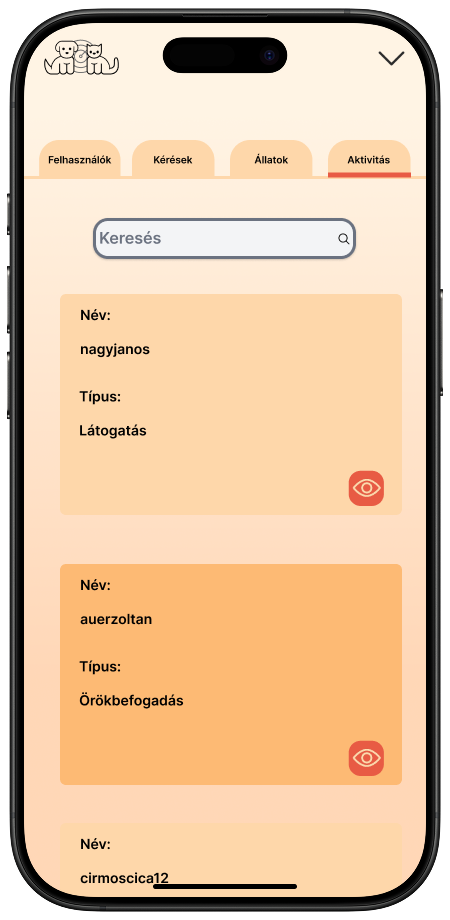 Felhasználók Kérések Állatok Aktivitás
Keresés
Név:
nagyjanos
Típus:
Látogatás
Név:
auerzoltan
Típus:
Örökbefogadás
Név:
cirmoscica12